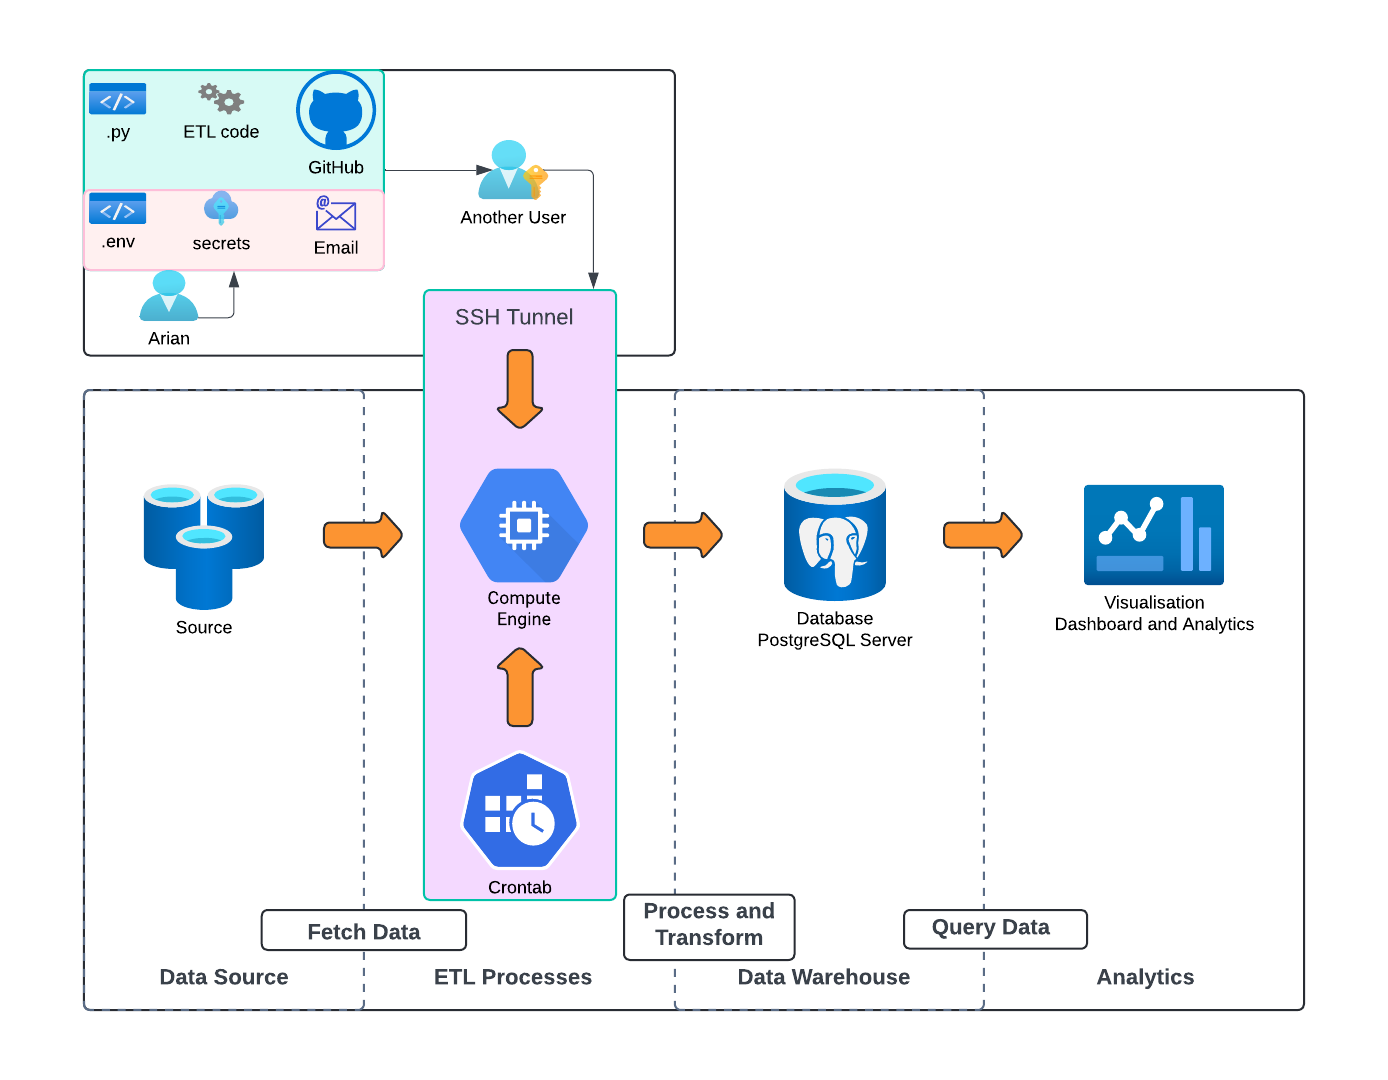 .py
ETL code
GitHub
.env
secrets
Email
Arian
Another User
SSH Tunnel
Source
Compute
Engine
Crontab
Database
PostgreSQL Server
Visualisation
Dashboard and Analytics
Fetch Data
Process and
Transform
Query Data
Data Source
ETL Processes
Data Warehouse
Analytics